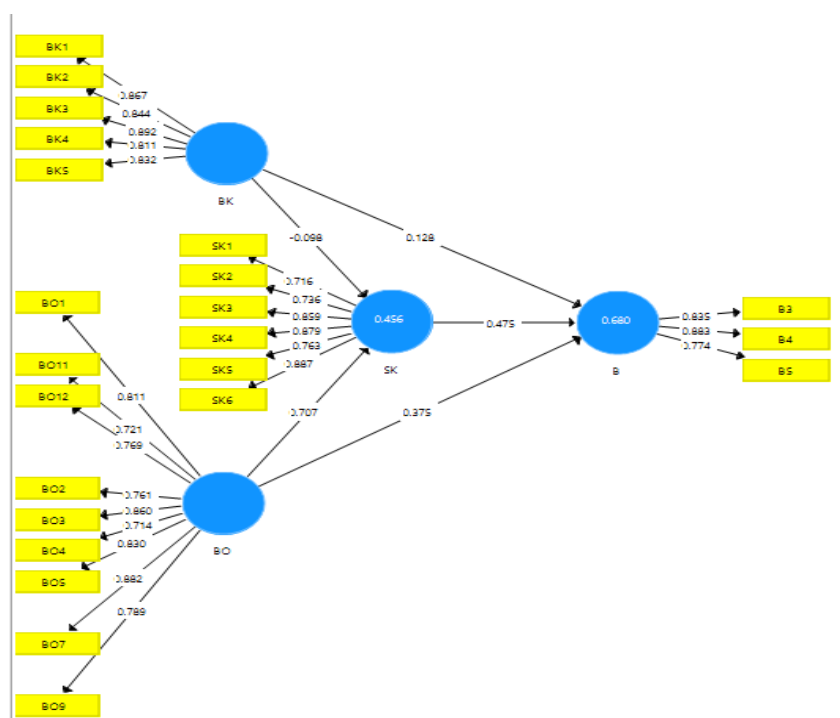 BK1
BK2
BK3
BK4
BK5
0.867
0.844
0.892
0.811
0.832
BK
-0.098
0.128
SK1
SK2
SK3
SK4
SK5
SK6
0.716
0.736
0.859
0.879
0.763
0.887
0.456
SK
0.475
0.680
B
0.835
0.883
0.774
B3
B4
B5
BO1
BO11
BO12
0.811
0.721
0.769
0.707
0.375
BO2
BO3
BO4
BO5
0.761
0.860
0.714
0.830
BO
0.882
0.789
BO7
BO9